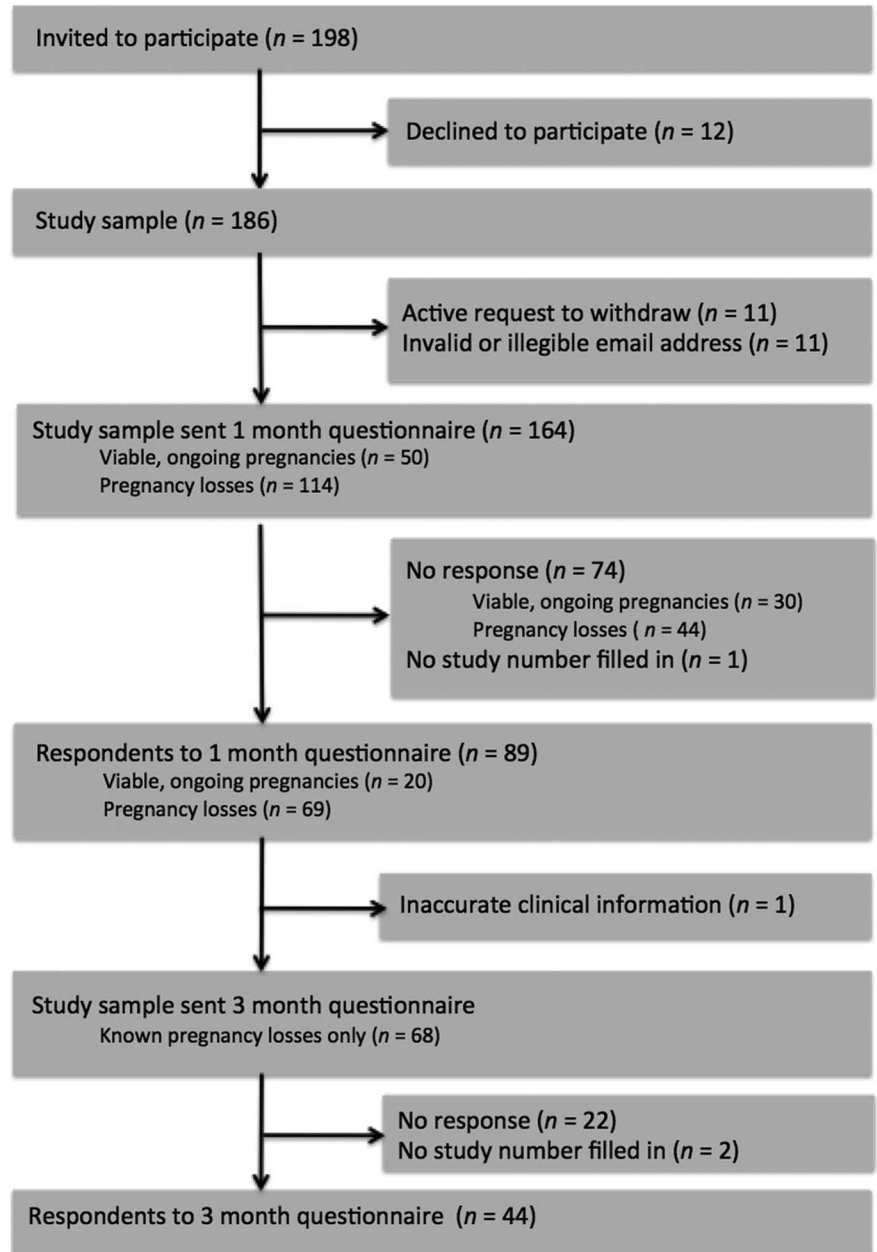 Invited to participate (n = 198)
Declined to participate (n = 12)
Study sample (n = 186)
Active request to withdraw (n = 11)
Invalid or illegible email address (n = 11)
Study sample sent 1 month questionnaire (n = 164)
Viable, ongoing pregnancies (n = 50)
Pregnancy losses (n = 114)
No response (n = 74)
Viable, ongoing pregnancies (n = 30)
Pregnancy losses ( n = 44)
No study number filled in (n = 1)
Respondents to 1 month questionnaire (n = 89)
Viable, ongoing pregnancies (n = 20)
Pregnancy losses (n = 69)
Inaccurate clinical information (n = 1)
Study sample sent 3 month questionnaire
Known pregnancy losses only (n = 68)
No response (n = 22)
No study number filled in (n = 2)
Respondents to 3 month questionnaire (n = 44)